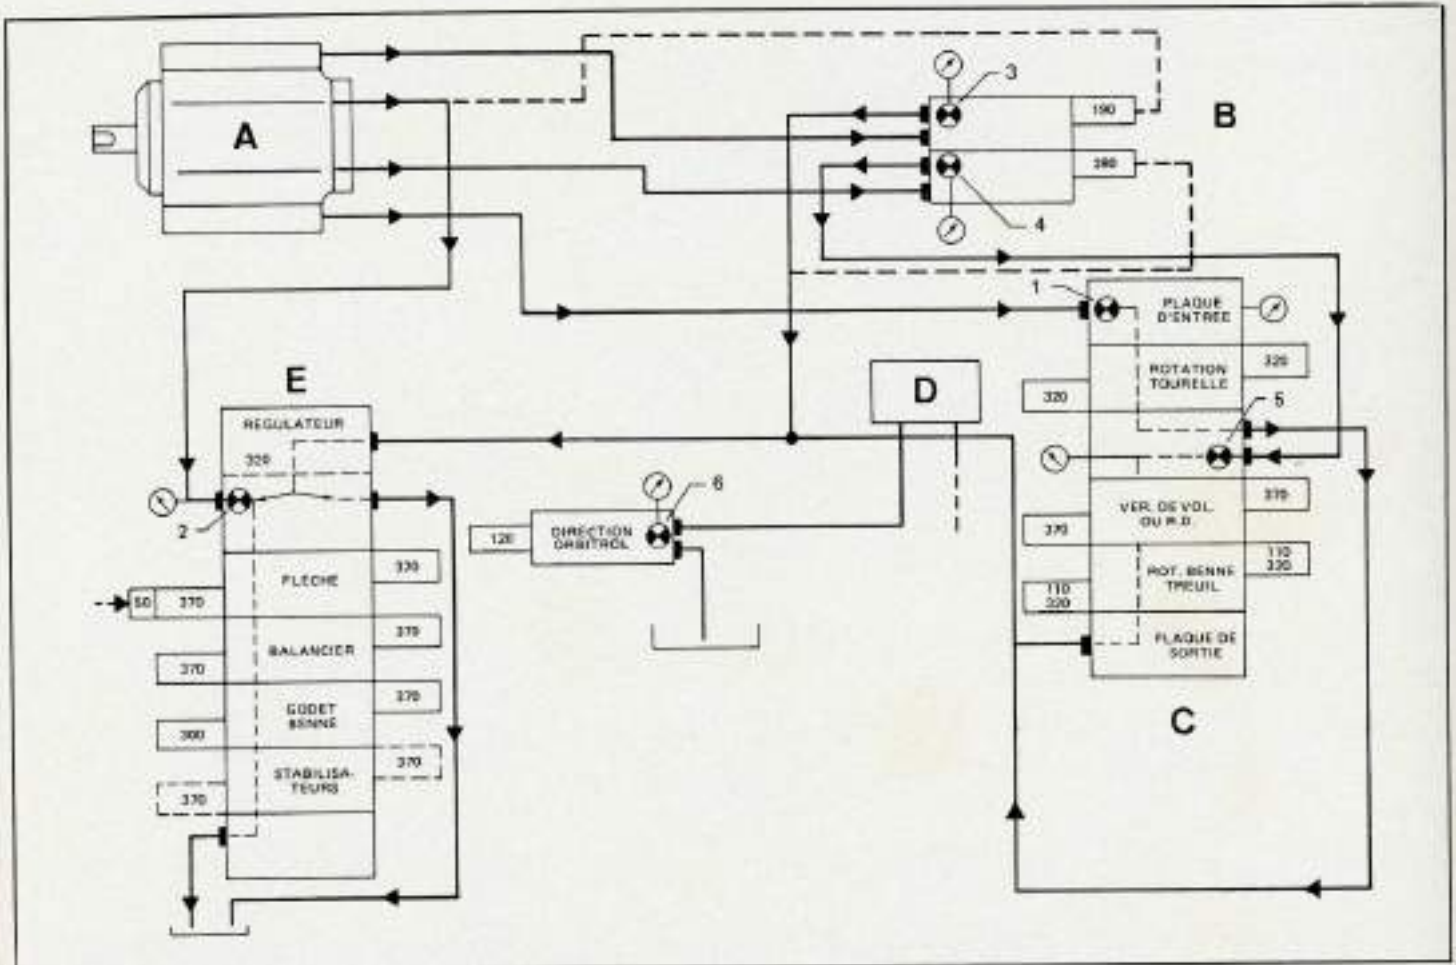 A
3
190
B
280
4
1
PLAQUE
D'ENTREE
E
ROTATION
TOURELLE
320
320
D
5
REGULATEUR
320
6
2
120
DIRECTION
ORBITROL
370
VER. DE VOL.
OU M.D.
370
FLECHE
370
50
370
110
320
ROT. BENNE
TREUIL
110
320
BALANCIER
370
370
PLAQUE DE
SORTIE
GODET
BENNE
370
300
C
STABILISA-
TEURS
370
370